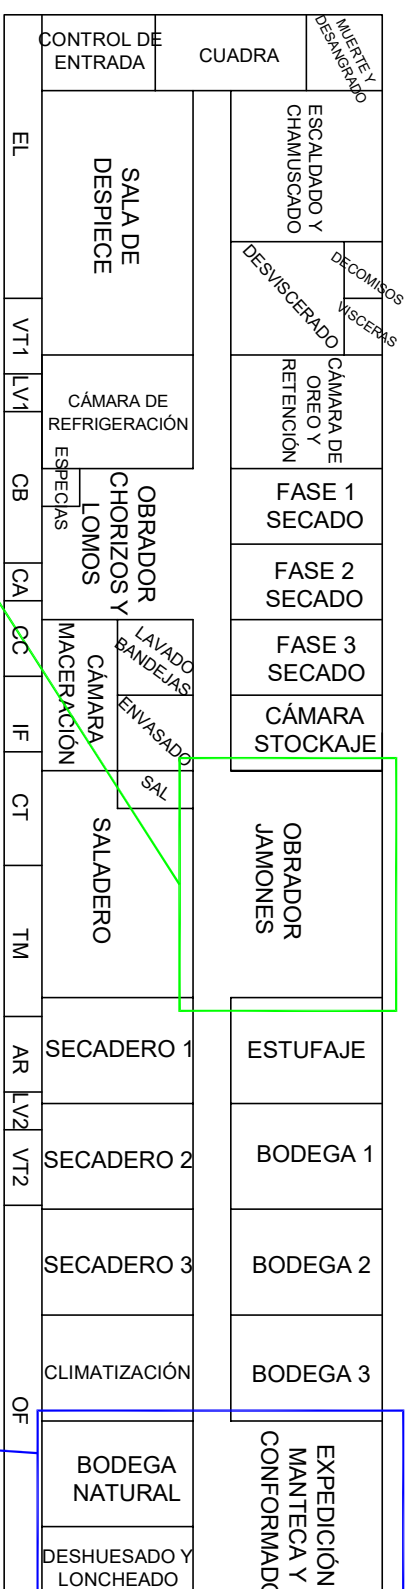 CONTROL DE
ENTRADA
CUADRA
MUERTE Y
DESANGRADO
EL
SALA DE
DESPIECE
ESCALDADO Y
CHAMUSCADO
DESVISCERADO
DECOMISOS
VISCERAS
VT1
LV1
CÁMARA DE
REFRIGERACIÓN
CÁMARA DE
OREO Y
RETENCIÓN
CB
ESPECIAS
OBRADOR
CHORIZOS Y
LOMOS
FASE 1
SECADO
CA
FASE 2
SECADO
CC
CÁMARA
MACERACIÓN
LAVADO
BANDEJAS
FASE 3
SECADO
IF
ENVASADO
CÁMARA
STOCKAJE
CT
SAL
SALADERO
OBRADOR
JAMONES
TM
AR
SECADERO 1
ESTUFAJE
LV2
VT2
SECADERO 2
BODEGA 1
SECADERO 3
BODEGA 2
OF
CLIMATIZACIÓN
BODEGA 3
BODEGA
NATURAL
EXPEDICIÓN
MANTECA Y
CONFORMADO
DESHUESADO Y
LONCHEADO